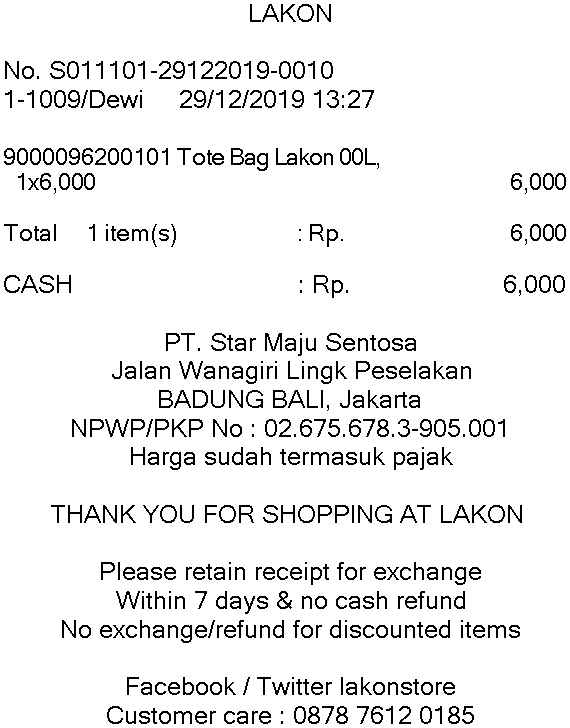 LAKON
No. S011101-29122019-0010
1-1009/Dewi 29/12/2019 13:27
9000096200101 Tote Bag Lakon 00L,
1x6,000 6,000
Total 1 item(s) : Rp. 6,000
CASH : Rp. 6,000
PT. Star Maju Sentosa
Jalan Wanagiri Lingk Peselakan
BADUNG BALI, Jakarta
NPWP/PKP No : 02.675.678.3-905.001
Harga sudah termasuk pajak
THANK YOU FOR SHOPPING AT LAKON
Please retain receipt for exchange
Within 7 days & no cash refund
No exchange/refund for discounted items
Facebook / Twitter lakonstore
Customer care : 0878 7612 0185